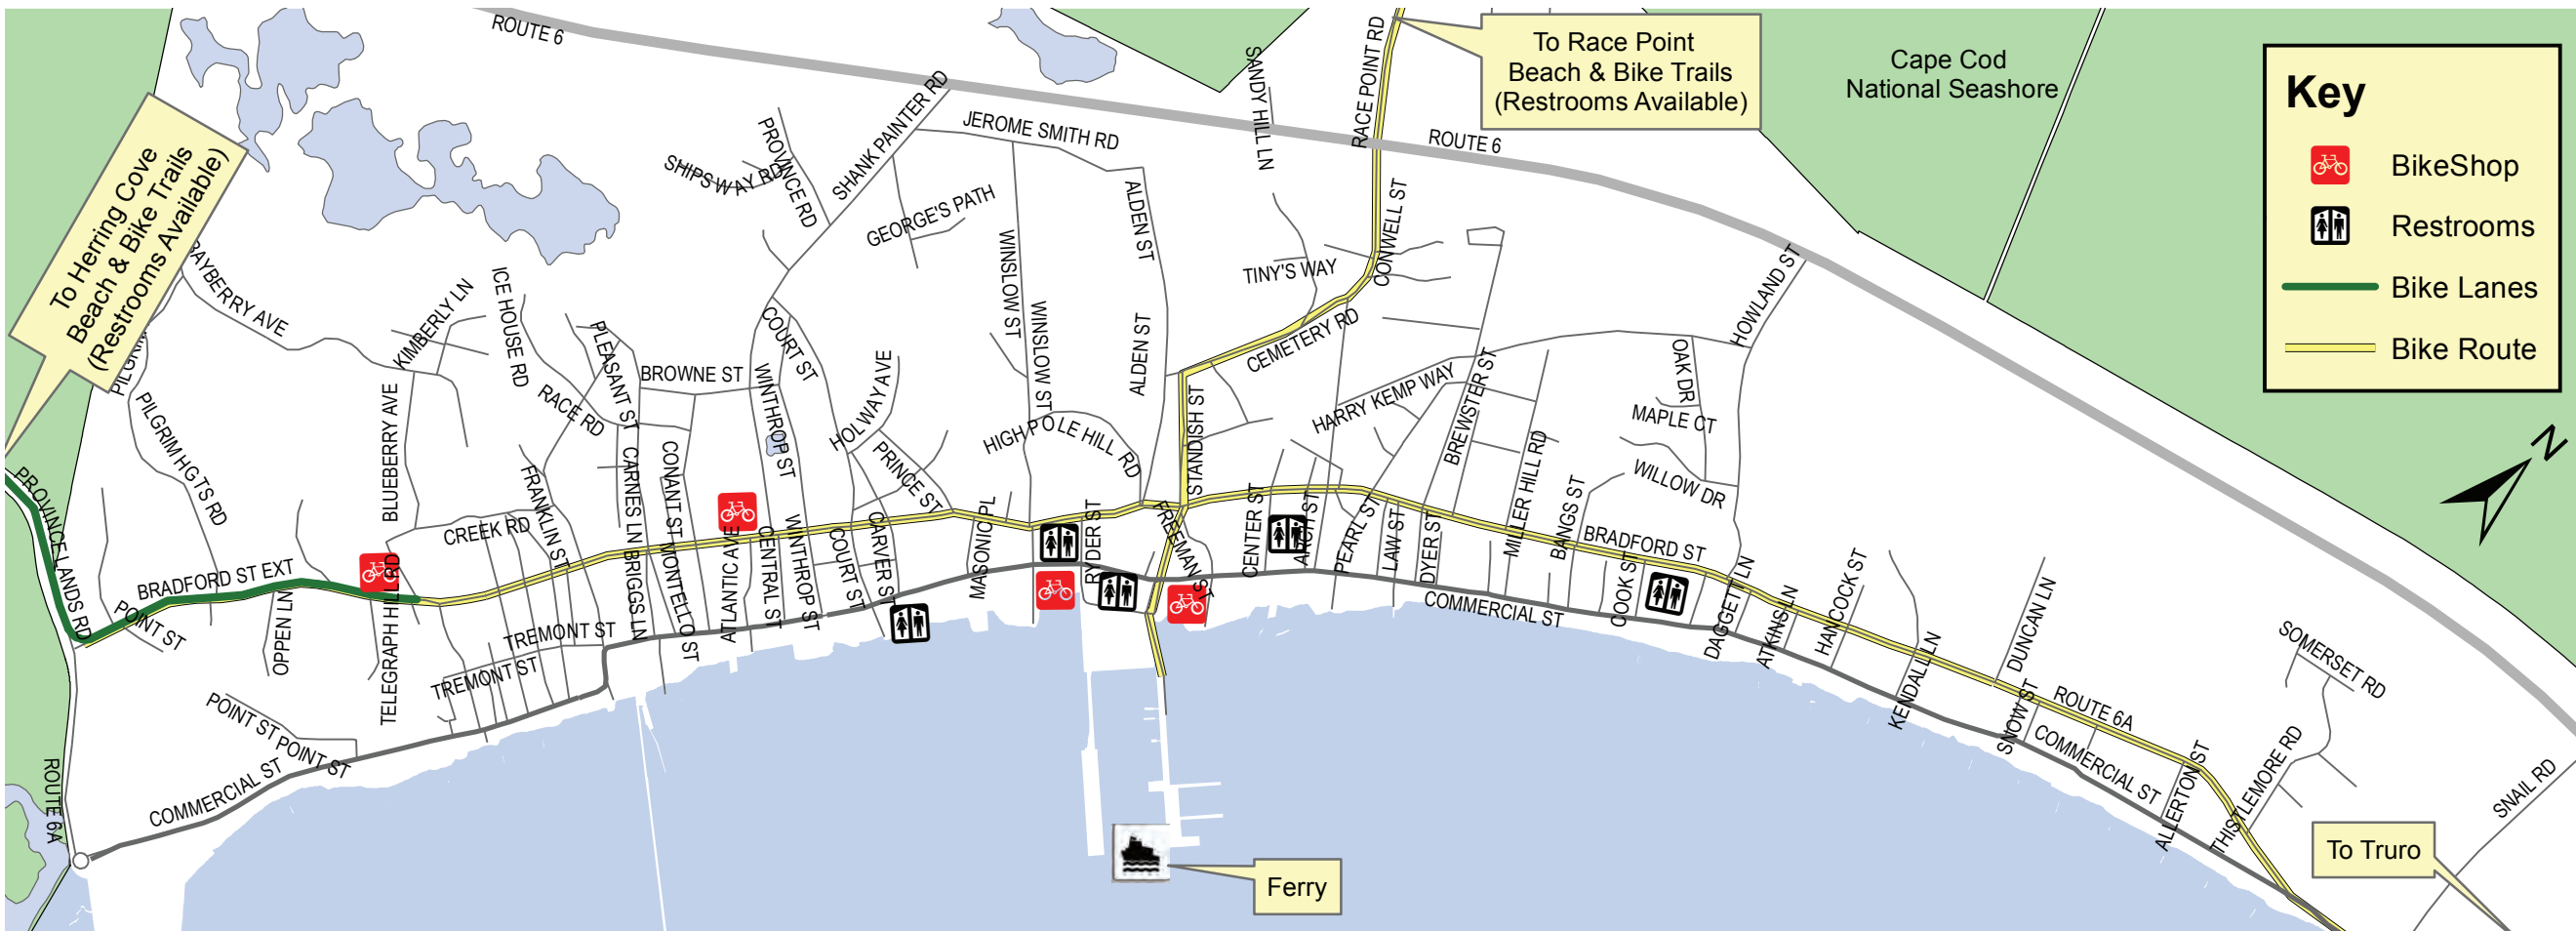 ROUTE 6
SHANK PAINTER RD
JEROME SMITH RD
SANDY HILL LN
RACE POINT RD
To Race Point
Beach & Bike Trails
(Restrooms Available)
Cape Cod
National Seashore
Key
BikeShop
Restrooms
Bike Lanes
Bike Route
N
ROUTE 6
To Herring Cove
Beach & Bike Trails
(Restrooms Available)
PROVINCE RD
SHIPS WAY RD
GEORGE'S PATH
ALDEN ST
CONWELL ST
TINY'S WAY
HOWLAND ST
BAYBERRY AVE
KIMBERLY LN
ICE HOUSE RD
PLEASANT ST
COURT ST
WINSLOW ST
WINSLOW ST
ALDEN ST
CEMETERY RD
OAK DR
PILGRIM
PILGRIM HGTS RD
BLUEBERRY AVE
RACE RD
BROWNE ST
WINTHROP ST
HOLWAY AVE
HIGH POLE HILL RD
STANDISH ST
HARRY KEMP WAY
BREWSTER ST
MAPLE CT
WILLOW DR
PROVINCE LANDS RD
FRANKLIN ST
CARNES LN
CONANT ST
PRINCE ST
MILLER HILL RD
BANGS ST
CREEK RD
BRADFORD ST EXT
POINT ST
OPPEN LN
TELEGRAPH HILL RD
TREMONT ST
TREMONT ST
BRIGGS LN
MONTELLO ST
ATLANTIC AVE
CENTRAL ST
WINTHROP ST
COURT ST
CARVER ST
MASONIC PL
RYDER ST
FREEMAN ST
CENTER ST
ARCH ST
PEARL ST
LAW ST
DYER ST
BRADFORD ST
COOK ST
COMMERCIAL ST
DAGGETT LN
ATKINS LN
HANCOCK ST
KENDALL LN
DUNCAN LN
SNOW ST
ROUTE 6A
SOMERSET RD
COMMERCIAL ST
ALLERTON ST
THISTLEMORE RD
SNAIL RD
POINT ST
POINT ST
COMMERCIAL ST
ROUTE 6A
Ferry
To Truro